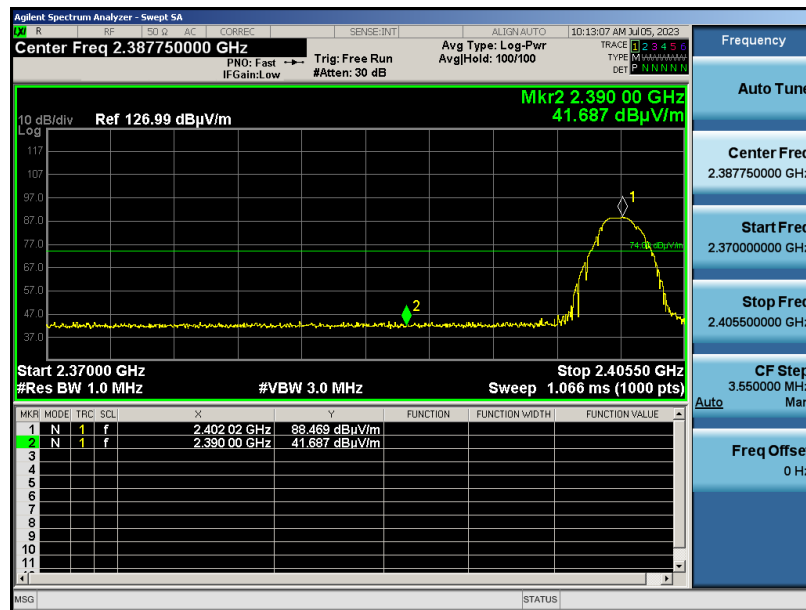 Agilent Spectrum Analyzer - Swept SA
LXI R RF 50 Ω AC CORREC SENSE:INT ALIGNAUTO 10:13:07 AM Jul 05, 2023
Center Freq 2.387750000 GHz
PNO: Fast
IFGain:Low
Trig: Free Run
#Atten: 30 dB
Avg Type: Log-Pwr
Avg|Hold: 100/100
TRACE 1 2 3 4 5 6
TYPE M
DET P N N N N N
Mkr2 2.390 00 GHz
41.687 dBµV/m
10 dB/div Ref 126.99 dBµV/m
Log
117
107
97.0
87.0
77.0
67.0
57.0
47.0
37.0
1
2
Start 2.37000 GHz Stop 2.40550 GHz
#Res BW 1.0 MHz #VBW 3.0 MHz Sweep 1.066 ms (1000 pts)
MKR MODE TRC SCL X Y FUNCTION FUNCTION WIDTH FUNCTION VALUE
1 N 1 f 2.402 02 GHz 88.469 dBµV/m
2 N 1 f 2.390 00 GHz 41.687 dBµV/m
3
4
5
6
7
8
9
10
11
MSG STATUS
Frequency
Auto Tune
Center Freq
2.387750000 GHz
Start Freq
2.370000000 GHz
Stop Freq
2.405500000 GHz
CF Step
3.550000 MHz
Auto Man
Freq Offset
0 Hz